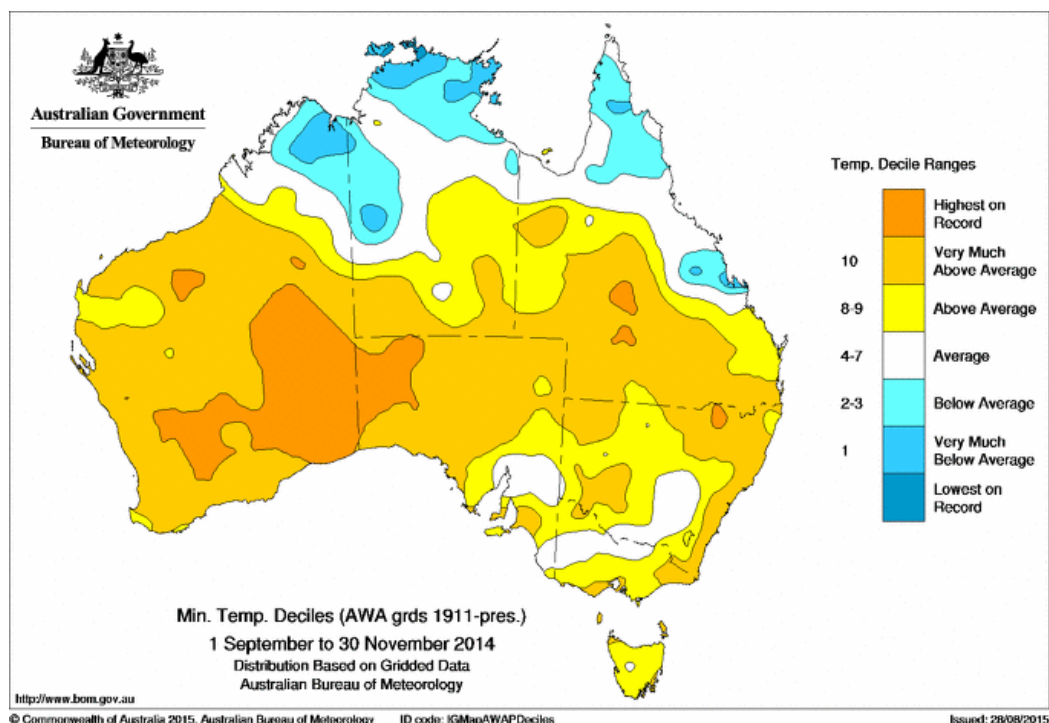 Australian Government
Bureau of Meteorology
Temp. Decile Ranges
Highest on
Record
10
Very Much
Above Average
8-9
Above Average
4-7
Average
2-3
Below Average
1
Very Much
Below Average
Lowest on
Record
Min. Temp. Deciles (AWA grds 1911-pres.)
1 September to 30 November 2014
Distribution Based on Gridded Data
Australian Bureau of Meteorology
http://www.bom.gov.au
© Commonwealth of Australia 2015, Australian Bureau of Meteorology ID code: IGMapAWAPDeciles Issued: 28/08/2015